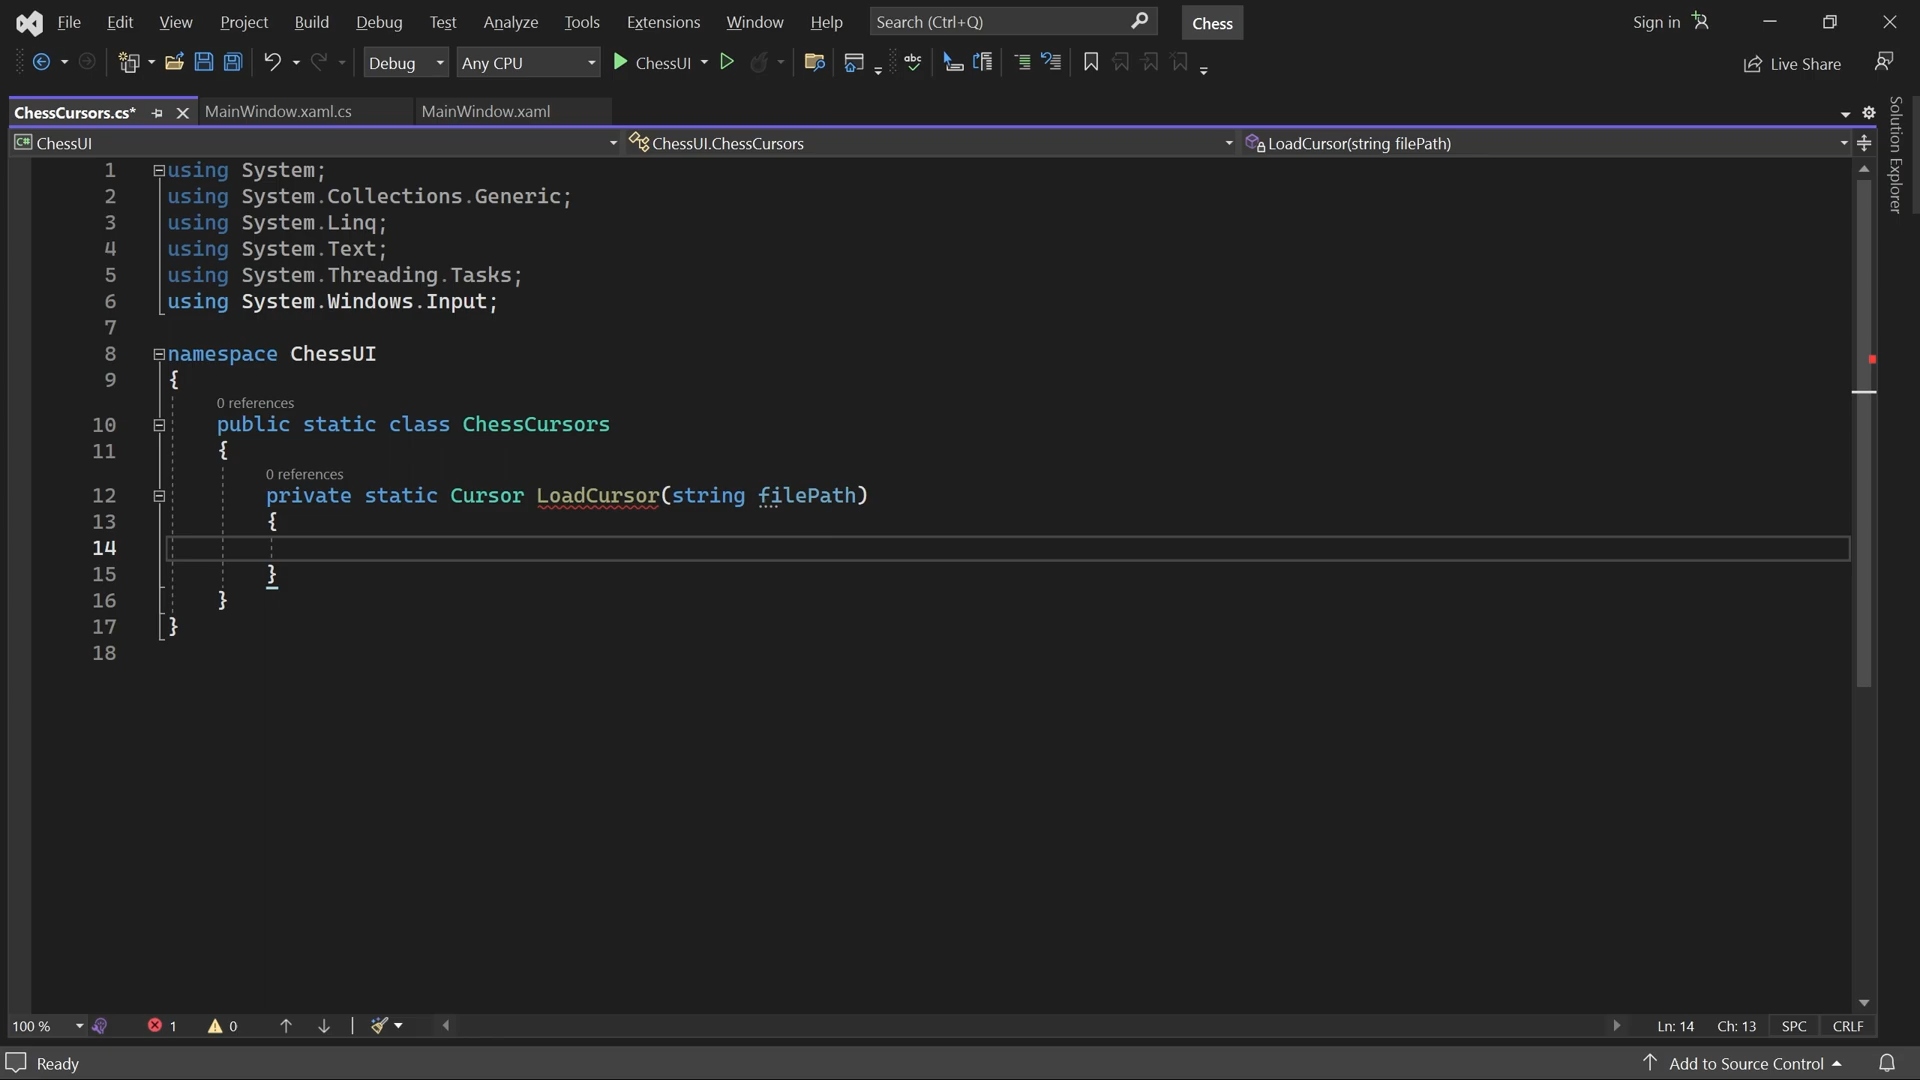 File Edit View Project Build Debug Test Analyze Tools Extensions Window Help Search (Ctrl+Q) Chess Sign in
Debug Any CPU ChessUI abc Live Share
ChessCursors.cs* MainWindow.xaml.cs MainWindow.xaml
C# ChessUI ChessUI.ChessCursors LoadCursor(string filePath)
Solution Explorer
1 using System;
2 using System.Collections.Generic;
3 using System.Linq;
4 using System.Text;
5 using System.Threading.Tasks;
6 using System.Windows.Input;
7
8 namespace ChessUI
9 {
0 references
10 public static class ChessCursors
11 {
0 references
12 private static Cursor LoadCursor(string filePath)
13 {
14
15 }
16 }
17 }
18
100 % 1 0 Ln: 14 Ch: 13 SPC CRLF
Ready Add to Source Control